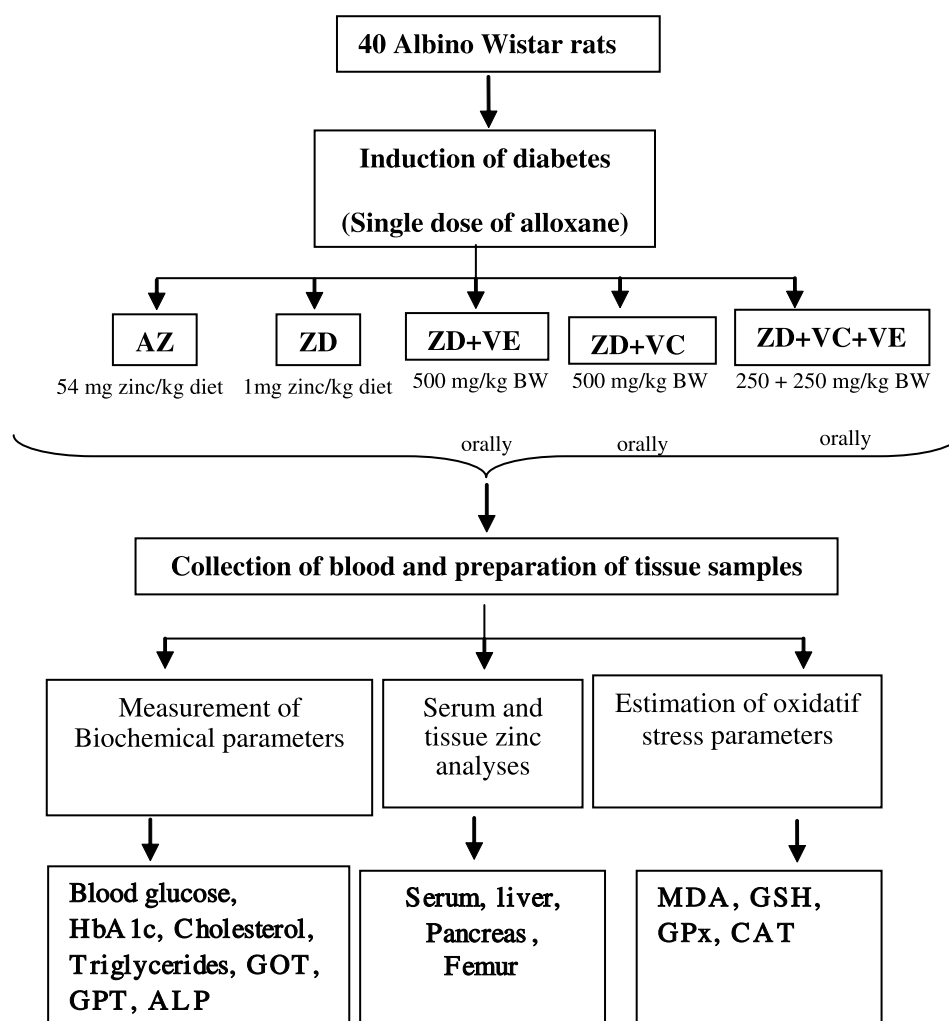 40 Albino Wistar rats
Induction of diabetes
(Single dose of alloxane)
AZ
54 mg zinc/kg diet
ZD
1mg zinc/kg diet
ZD+VE
500 mg/kg BW
orally
ZD+VC
500 mg/kg BW
orally
ZD+VC+VE
250 + 250 mg/kg BW
orally
Collection of blood and preparation of tissue samples
Measurement of
Biochemical parameters
Serum and
tissue zinc
analyses
Estimation of oxidatif
stress parameters
Blood glucose,
HbA1c, Cholesterol,
Triglycerides, GOT,
GPT, ALP
Serum, liver,
Pancreas ,
Femur
MDA, GSH,
GPx, CAT